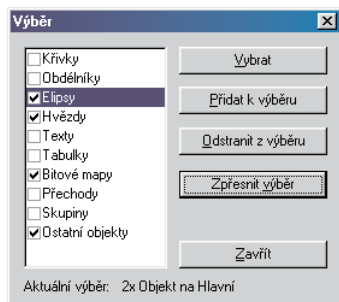 Výběr
Křivky
Obdélníky
Elipsy
Hvězdy
Texty
Tabulky
Bitové mapy
Přechody
Skupiny
Ostatní objekty
Vybrat
Přidat k výběru
Odstranit z výběru
Zpřesnit výběr
Zavřít
Aktuální výběr: 2x Objekt na Hlavní